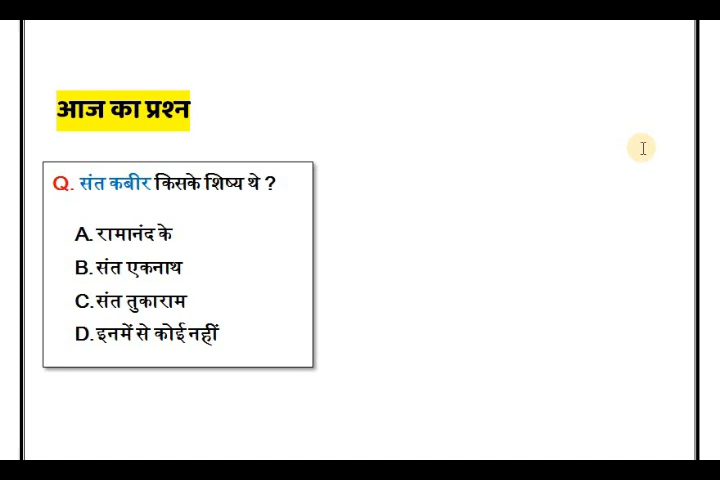 आज का प्रश्न
Q. संत कबीर किसके शिष्य थे ?
A. रामानंद के
B. संत एकनाथ
C. संत तुकाराम
D. इनमें से कोई नहीं